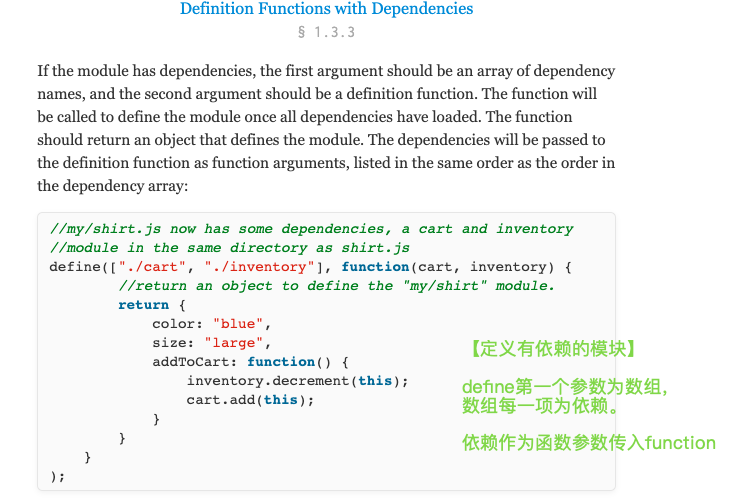 Definition Functions with Dependencies
§ 1.3.3
If the module has dependencies, the first argument should be an array of dependency
names, and the second argument should be a definition function. The function will
be called to define the module once all dependencies have loaded. The function
should return an object that defines the module. The dependencies will be passed to
the definition function as function arguments, listed in the same order as the order in
the dependency array:
//my/shirt.js now has some dependencies, a cart and inventory
//module in the same directory as shirt.js
define(["./cart", "./inventory"], function(cart, inventory) {
//return an object to define the "my/shirt" module.
return {
color: "blue",
size: "large",
addToCart: function() {
inventory.decrement(this);
cart.add(this);
}
}
}
);
【定义有依赖的模块】
define第一个参数为数组，
数组每一项为依赖。
依赖作为函数参数传入function